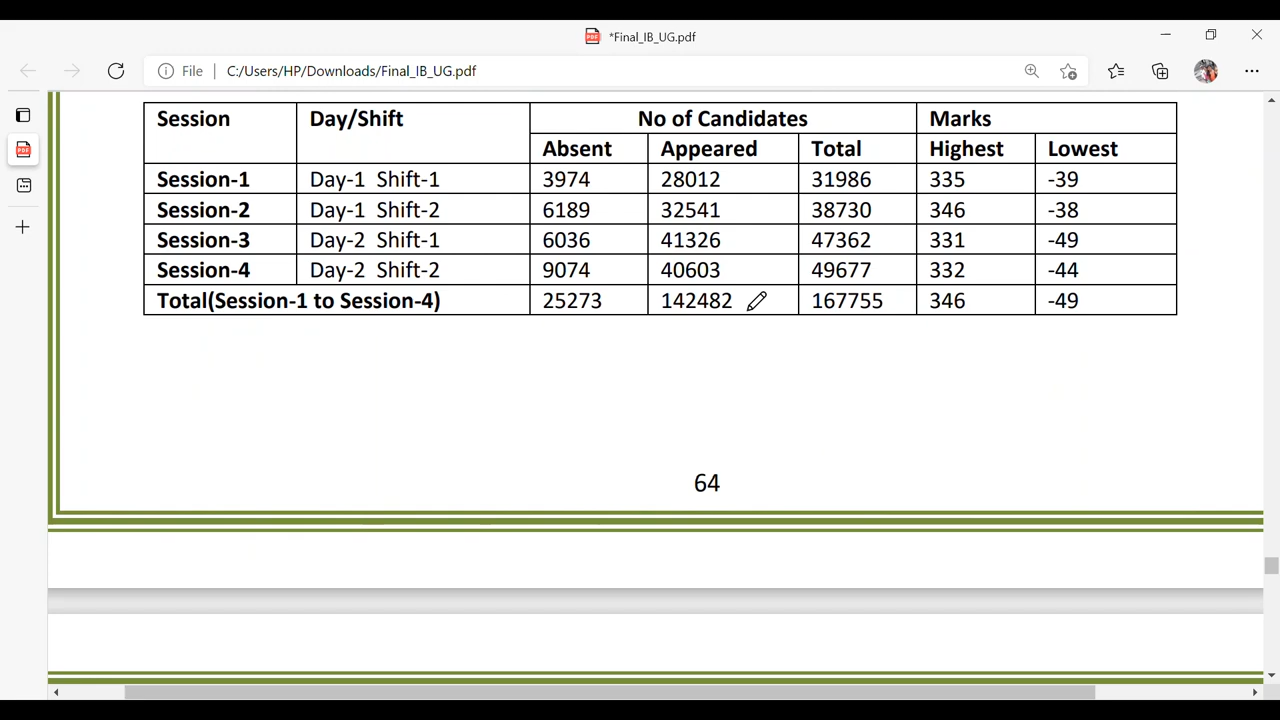 *Final_IB_UG.pdf
File | C:/Users/HP/Downloads/Final_IB_UG.pdf
Session Day/Shift No of Candidates Marks
Absent Appeared Total Highest Lowest
Session-1 Day-1 Shift-1 3974 28012 31986 335 -39
Session-2 Day-1 Shift-2 6189 32541 38730 346 -38
Session-3 Day-2 Shift-1 6036 41326 47362 331 -49
Session-4 Day-2 Shift-2 9074 40603 49677 332 -44
Total(Session-1 to Session-4) 25273 142482 167755 346 -49
64